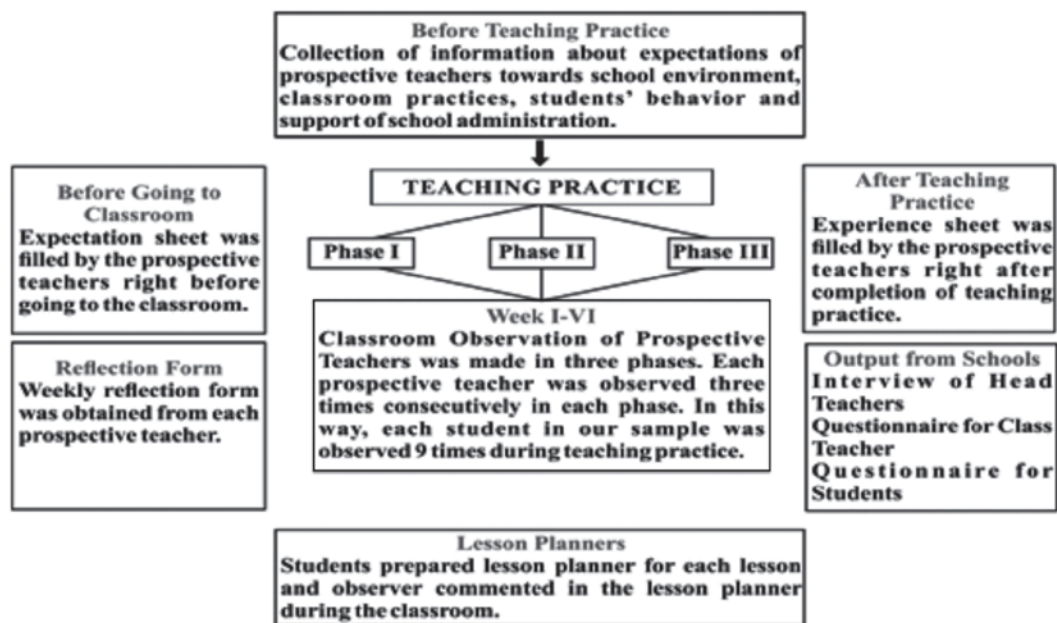 Before Teaching Practice
Collection of information about expectations of
prospective teachers towards school environment,
classroom practices, students' behavior and
support of school administration.
TEACHING PRACTICE
Phase I
Phase II
Phase III
Before Going to
Classroom
Expectation sheet was
filled by the prospective
teachers right before
going to the classroom.
Reflection Form
Weekly reflection form
was obtained from each
prospective teacher.
Week I-VI
Classroom Observation of Prospective
Teachers was made in three phases. Each
prospective teacher was observed three
times consecutively in each phase. In this
way, each student in our sample was
observed 9 times during teaching practice.
After Teaching
Practice
Experience sheet was
filled by the prospective
teachers right after
completion of teaching
practice.
Output from Schools
Interview of Head
Teachers
Questionnaire for Class
Teacher
Questionnaire for
Students
Lesson Planners
Students prepared lesson planner for each lesson
and observer commented in the lesson planner
during the classroom.